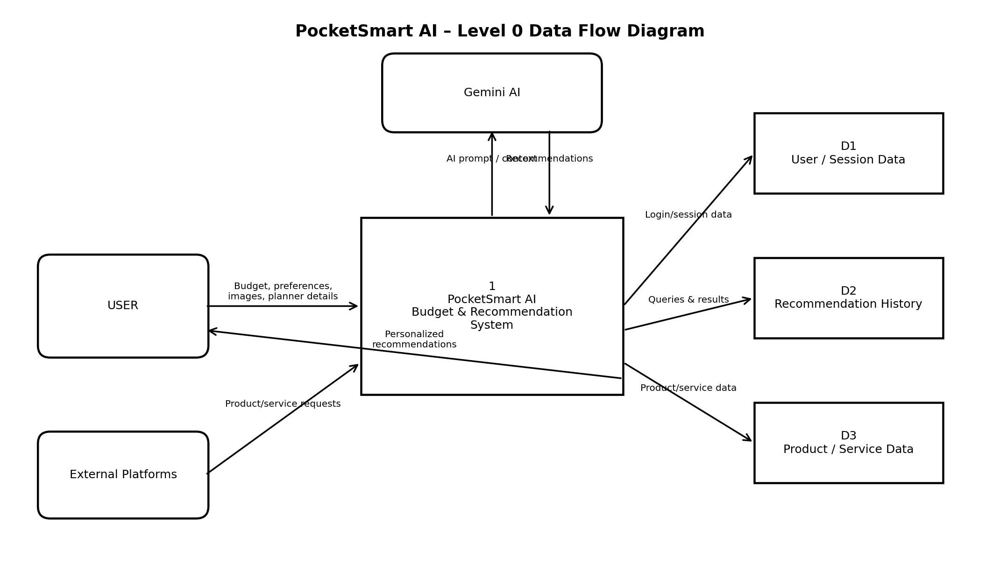 PocketSmart AI – Level 0 Data Flow Diagram
Gemini AI
AI prompt / context
Recommendations
D1
User / Session Data
Login/session data
USER
Budget, preferences,
images, planner details
1
PocketSmart AI
Budget & Recommendation
System
Personalized
recommendations
Queries & results
D2
Recommendation History
Product/service requests
Product/service data
External Platforms
D3
Product / Service Data